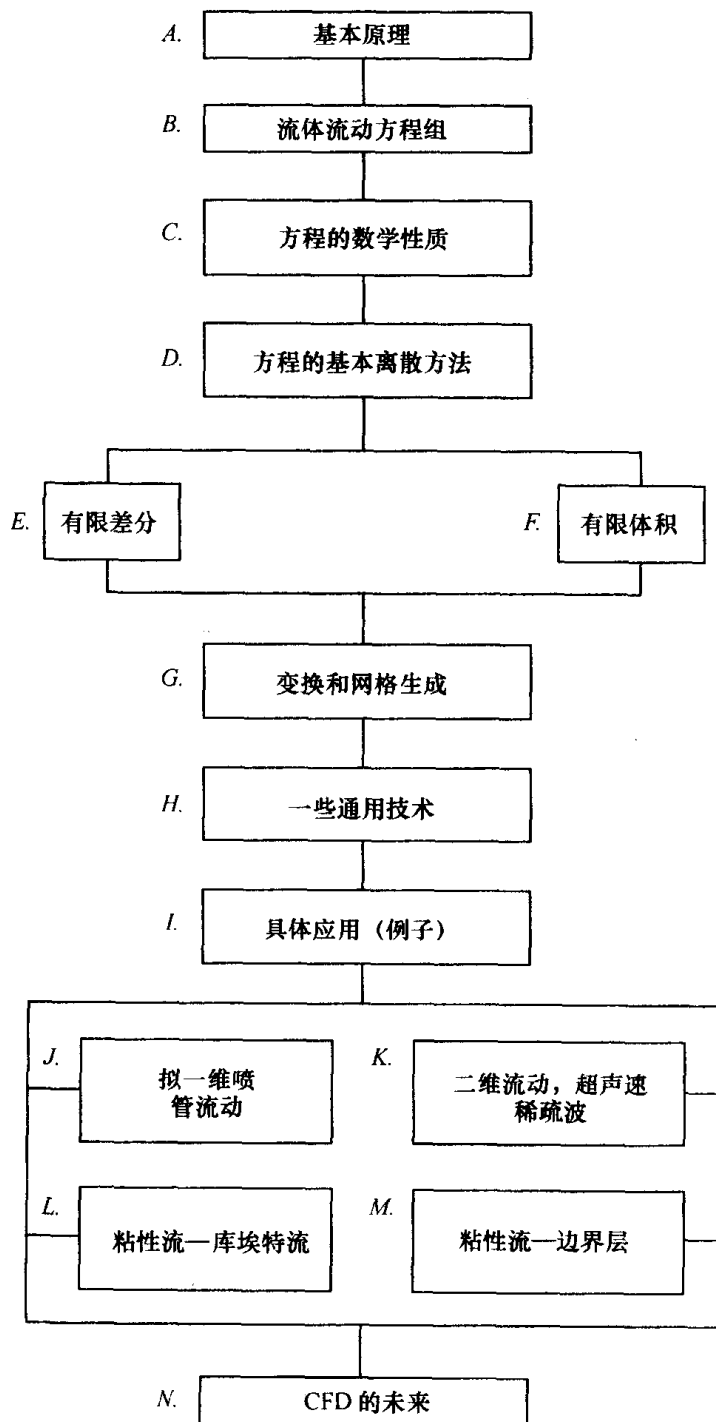 A. 基本原理
B. 流体流动方程组
C. 方程的数学性质
D. 方程的基本离散方法
E. 有限差分
F. 有限体积
G. 变换和网格生成
H. 一些通用技术
I. 具体应用（例子）
J. 拟一维喷
管流动
K. 二维流动，超声速
稀疏波
L. 粘性流—库埃特流
M. 粘性流—边界层
N. CFD 的未来